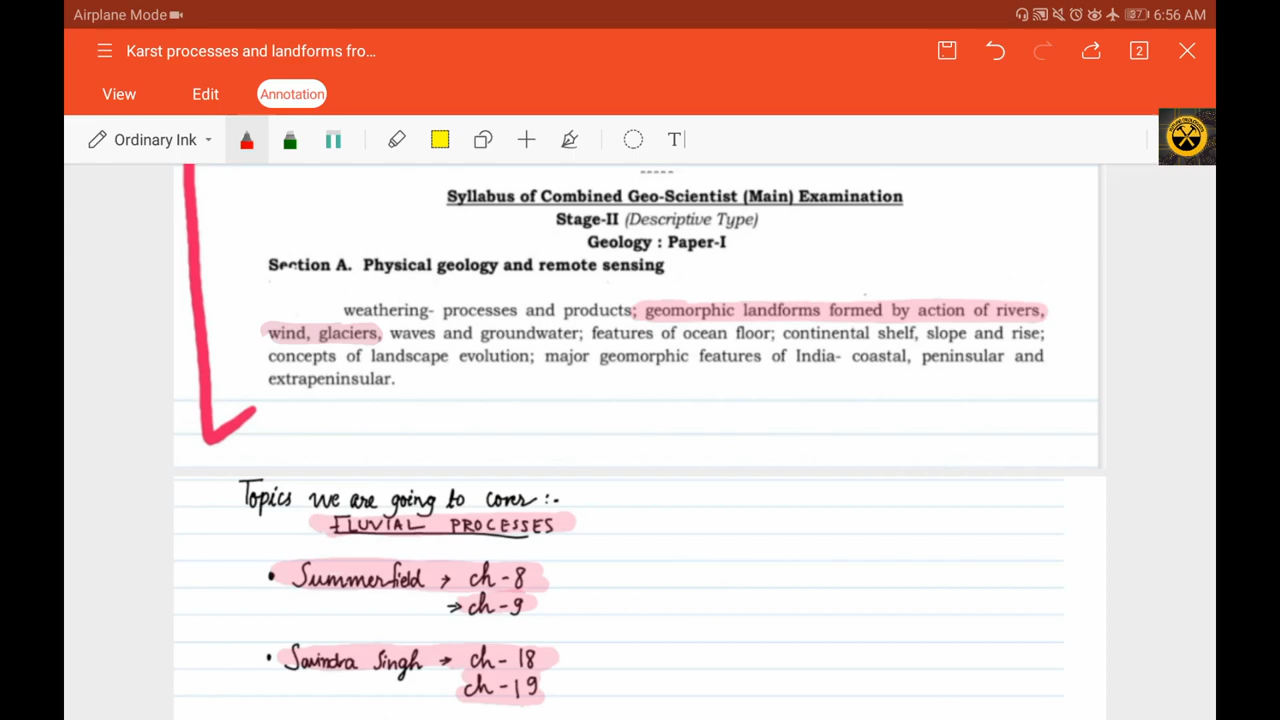 Airplane Mode
87
6:56 AM
Karst processes and landforms fro...
2
View
Edit
Annotation
Ordinary Ink
T
-----
Syllabus of Combined Geo-Scientist (Main) Examination
Stage-II (Descriptive Type)
Geology : Paper-I
Section A. Physical geology and remote sensing
weathering- processes and products; geomorphic landforms formed by action of rivers,
wind, glaciers, waves and groundwater; features of ocean floor; continental shelf, slope and rise;
concepts of landscape evolution; major geomorphic features of India- coastal, peninsular and
extrapeninsular.
Topics we are going to cover :-
FLUVIAL PROCESSES
• Summerfield → ch-8
⇒ ch-9
• Savindra Singh → ch-18
ch-19